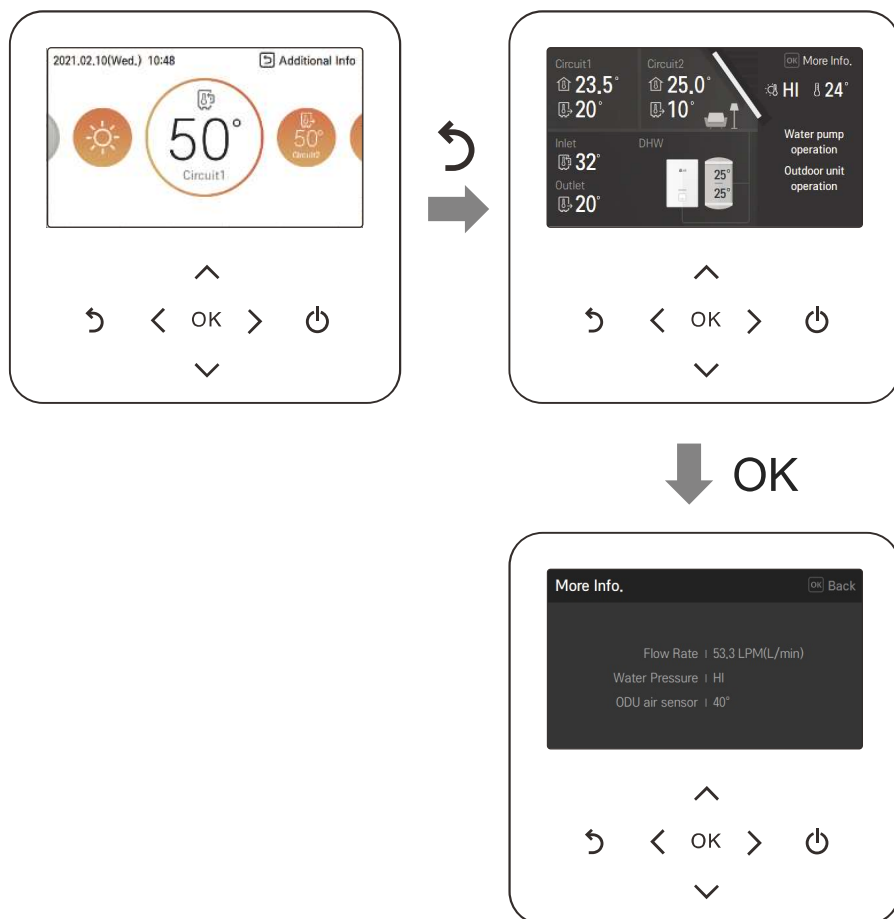 2021.02.10(Wed.) 10:48 Additional Info
50°
Circuit1
50°
Circuit2
OK
Circuit1 Circuit2 OK More Info.
23.5° 25.0° HI 24°
20° 10°
Inlet DHW Water pump
operation
32°
Outlet 25° Outdoor unit
operation
20° 25°
OK
OK
More Info. OK Back
Flow Rate | 53.3 LPM(L/min)
Water Pressure | HI
ODU air sensor | 40°
OK